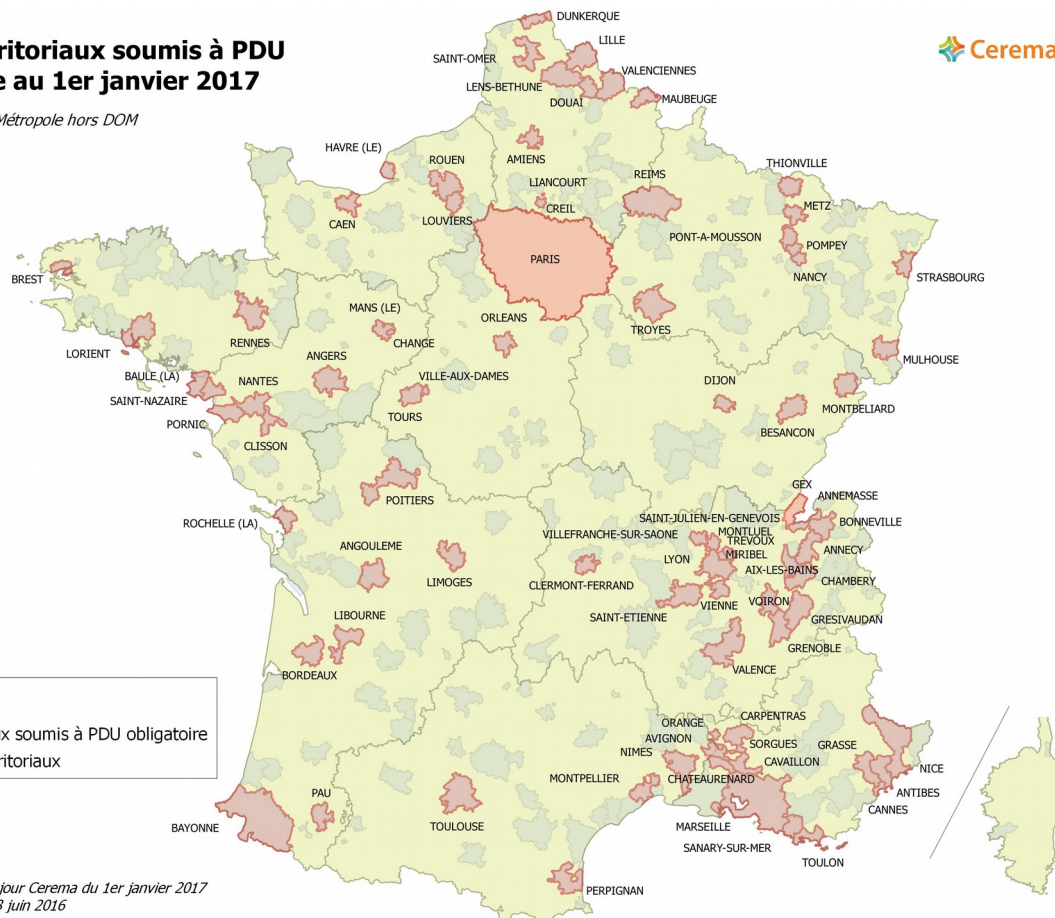 ritoriaux soumis à PDU
e au 1er janvier 2017
Métropole hors DOM
Cerema
DUNKERQUE
LILLE
SAINT-OMER
VALENCIENNES
LENS-BETHUNE
DOUAI
MAUBEUGE
HAVRE (LE)
ROUEN
AMIENS
LIANCOURT
REIMS
THIONVILLE
CREIL
METZ
CAEN
LOUVIERS
PONT-A-MOUSSON
POMPEY
PARIS
NANCY
STRASBOURG
BREST
MANS (LE)
ORLEANS
TROYES
LORIENT
RENNES
CHANGE
ANGERS
MULHOUSE
BAULE (LA)
NANTES
VILLE-AUX-DAMES
DIJON
SAINT-NAZAIRE
TOURS
MONTBELIARD
PORNIC
BESANCON
CLISSON
GEX
POITIERS
ANNEMASSE
ROCHELLE (LA)
SAINT-JULIEN-EN-GENEVOIS
BONNEVILLE
VILLEFRANCHE-SUR-SAONE
MONTLUEL
TREVOUX
ANGOULEME
LYON
MIRIBEL
ANNECY
LIMOGES
CLERMONT-FERRAND
AIX-LES-BAINS
CHAMBERY
LIBOURNE
SAINT-ETIENNE
VIENNE
VOIRON
GRESIVAUDAN
GRENOBLE
BORDEAUX
VALENCE
ORANGE
CARPENTRAS
AVIGNON
SORGUES
GRASSE
NIMES
CAVAILLON
NICE
MONTPELLIER
CHATEAURENARD
ANTIBES
CANNES
PAU
BAYONNE
TOULOUSE
MARSEILLE
SANARY-SUR-MER
TOULON
PERPIGNAN
x soumis à PDU obligatoire
ritoriaux
jour Cerema du 1er janvier 2017
3 juin 2016